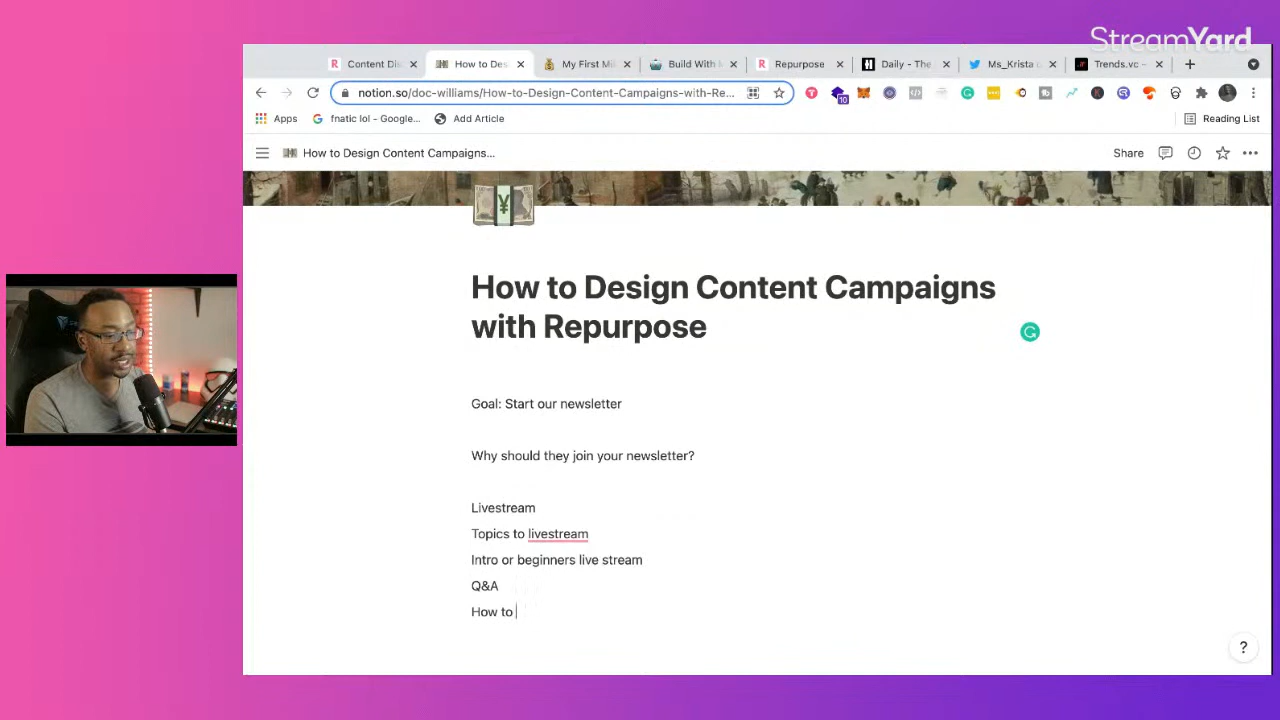 StreamYard
Content Dis
How to Des
My First Mil
Build With
Repurpose
Daily - The
Ms_Krista
Trends.vc -
notion.so/doc-williams/How-to-Design-Content-Campaigns-with-Re...
10
Apps
fnatic lol - Google...
Add Article
Reading List
How to Design Content Campaigns...
Share
How to Design Content Campaigns
with Repurpose
Goal: Start our newsletter
Why should they join your newsletter?
Livestream
Topics to livestream
Intro or beginners live stream
Q&A
How to
?